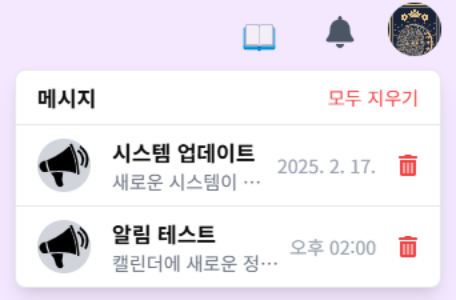 메시지
모두 지우기
시스템 업데이트
새로운 시스템이 …
2025. 2. 17.
알림 테스트
캘린더에 새로운 정…
오후 02:00